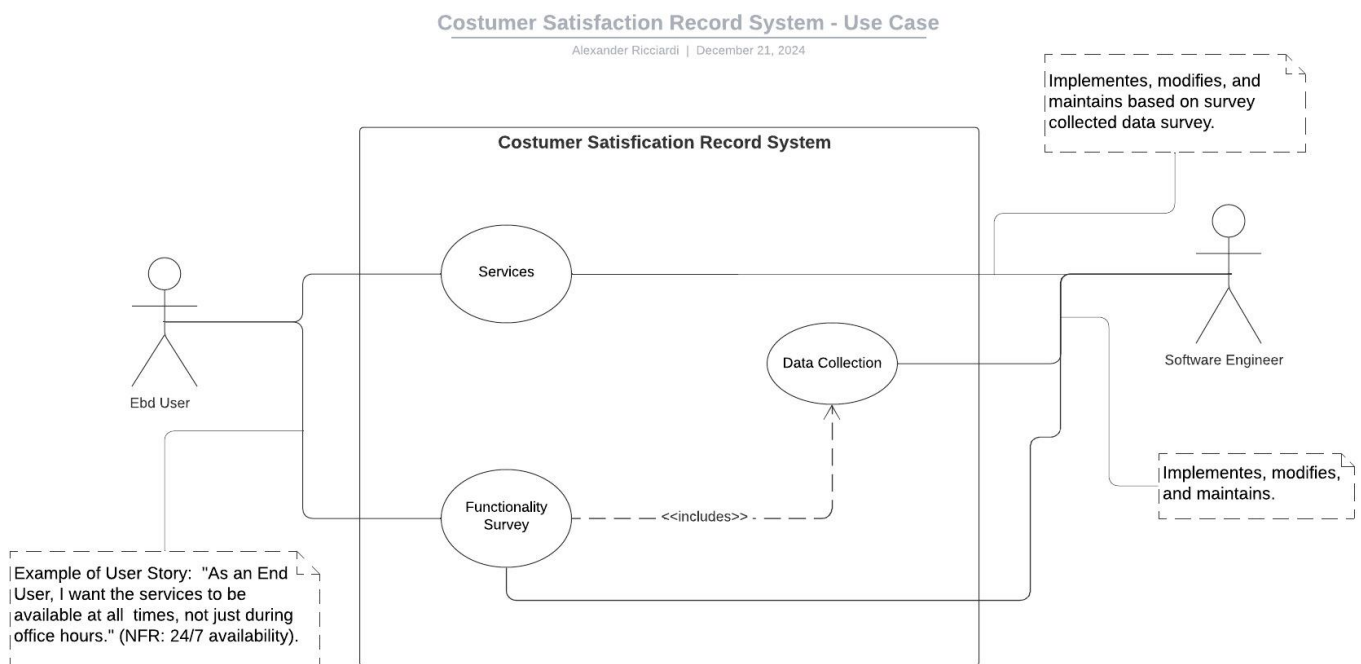 Costumer Satisfaction Record System - Use Case
Alexander Ricciardi | December 21, 2024
Implementes, modifies, and
maintains based on survey
collected data survey.
Costumer Satisfication Record System
Services
Data Collection
Software Engineer
Ebd User
Implementes, modifies,
and maintains.
Functionality
Survey
<<includes>>
Example of User Story: "As an End
User, I want the services to be
available at all times, not just during
office hours." (NFR: 24/7 availability).